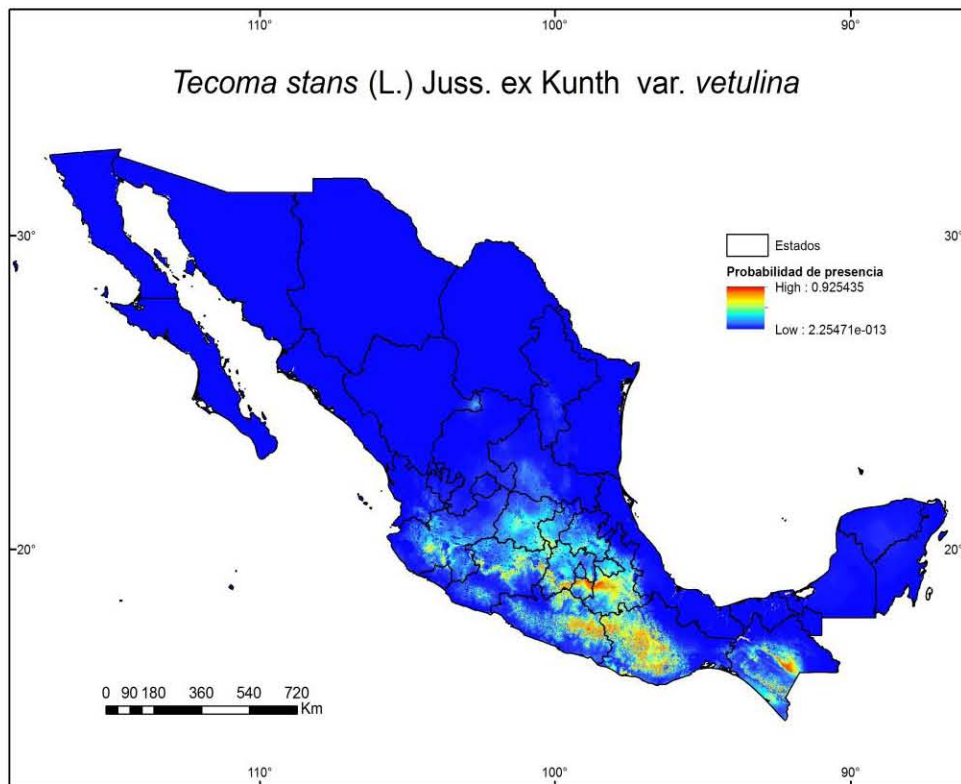 110° 100° 90°
Tecoma stans (L.) Juss. ex Kunth var. vetulina
30° 30°
Estados
Probabilidad de presencia
High : 0.925435
Low : 2.25471e-013
20° 20°
0 90 180 360 540 720
Km
110° 100° 90°